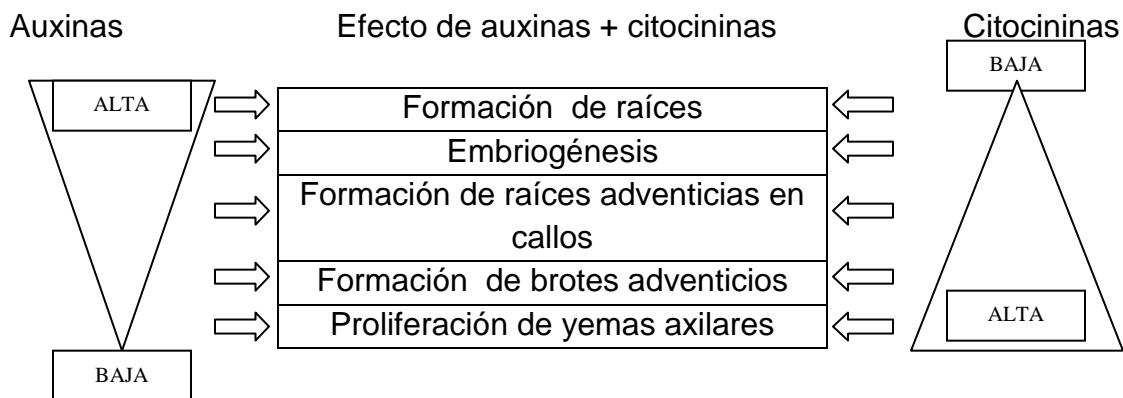 Auxinas Efecto de auxinas + citocininas Citocininas
ALTA
BAJA
Formación de raíces
Embriogénesis
Formación de raíces adventicias en
callos
Formación de brotes adventicios
Proliferación de yemas axilares
BAJA
ALTA